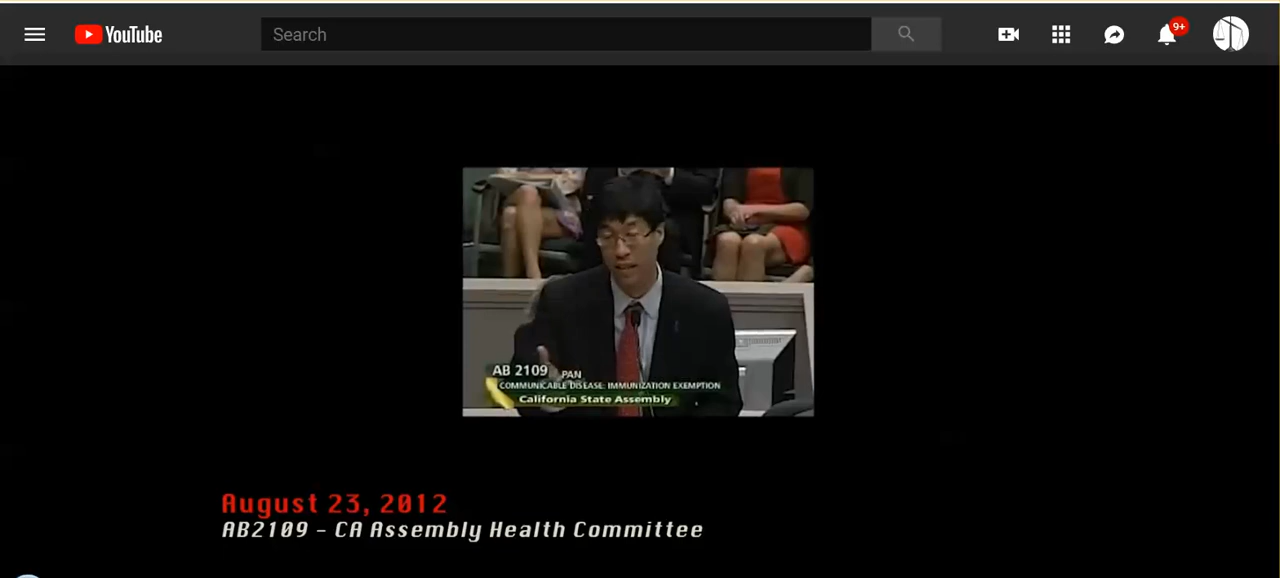 YouTube
Search
9+
AB 2109 PAN
COMMUNICABLE DISEASE: IMMUNIZATION EXEMPTION
California State Assembly
August 23, 2012
AB2109 - CA Assembly Health Committee